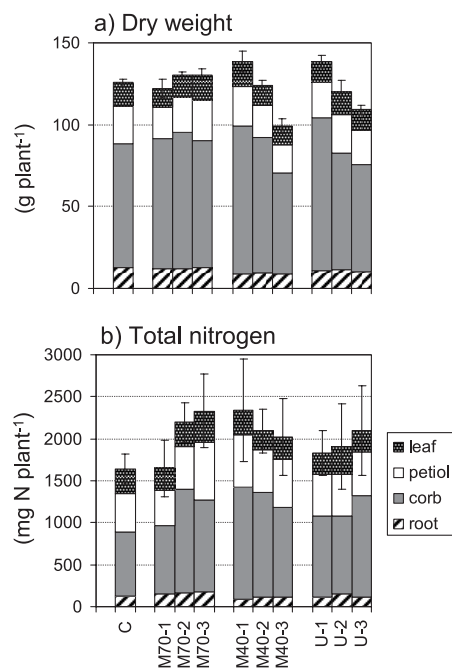 a) Dry weight
150
100
50
0
(g plant-1)
b) Total nitrogen
3000
2500
2000
1500
1000
500
0
(mg N plant-1)
leaf
petiol
corb
root
C
M70-1
M70-2
M70-3
M40-1
M40-2
M40-3
U-1
U-2
U-3